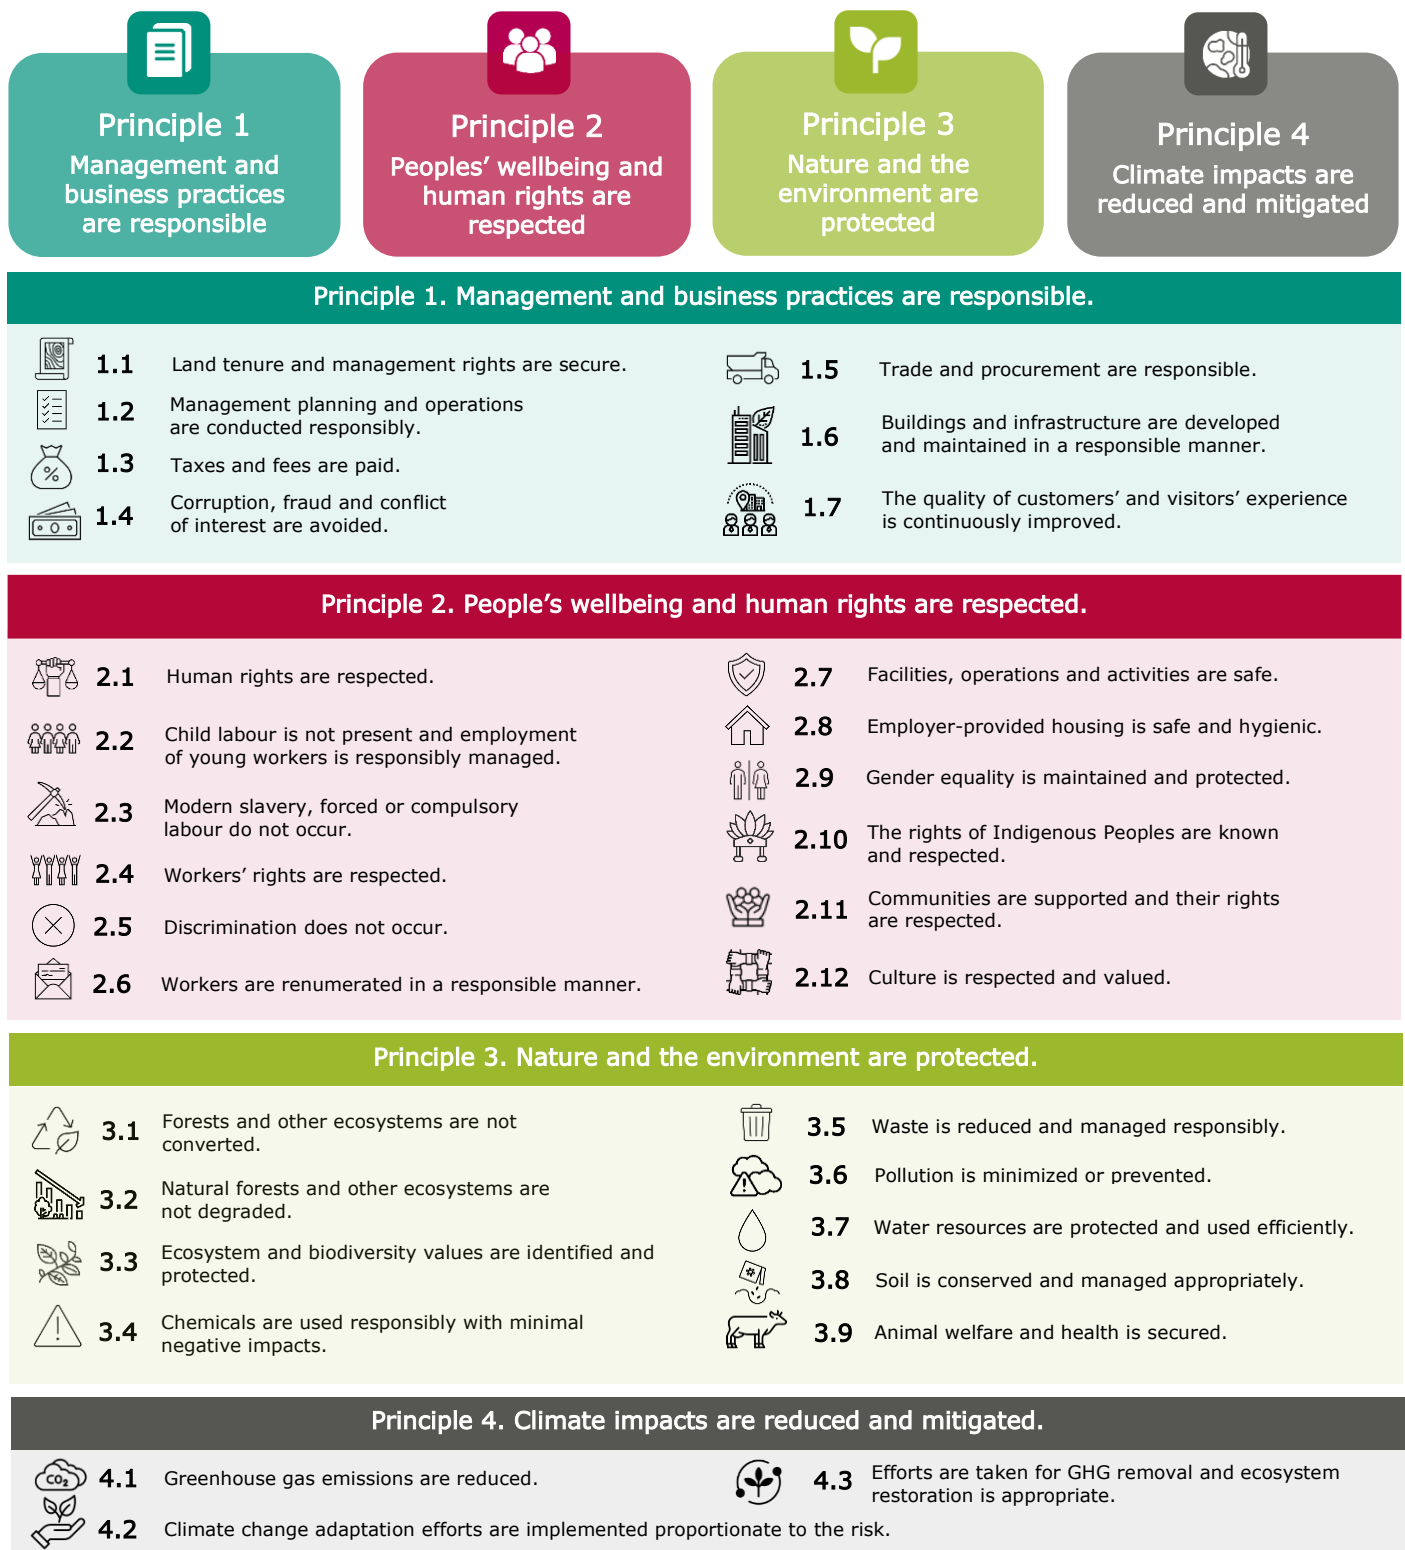 Principle 1
Management and
business practices
are responsible
Principle 2
Peoples’ wellbeing and
human rights are
respected
Principle 3
Nature and the
environment are
protected
Principle 4
Climate impacts are
reduced and mitigated
Principle 1. Management and business practices are responsible.
1.1 Land tenure and management rights are secure.
1.2 Management planning and operations
are conducted responsibly.
%
1.3 Taxes and fees are paid.
1.4 Corruption, fraud and conflict
of interest are avoided.
1.5 Trade and procurement are responsible.
1.6 Buildings and infrastructure are developed
and maintained in a responsible manner.
1.7 The quality of customers’ and visitors’ experience
is continuously improved.
Principle 2. People’s wellbeing and human rights are respected.
2.1 Human rights are respected.
2.2 Child labour is not present and employment
of young workers is responsibly managed.
2.3 Modern slavery, forced or compulsory
labour do not occur.
2.4 Workers’ rights are respected.
2.5 Discrimination does not occur.
2.6 Workers are renumerated in a responsible manner.
2.7 Facilities, operations and activities are safe.
2.8 Employer-provided housing is safe and hygienic.
2.9 Gender equality is maintained and protected.
2.10 The rights of Indigenous Peoples are known
and respected.
2.11 Communities are supported and their rights
are respected.
2.12 Culture is respected and valued.
Principle 3. Nature and the environment are protected.
3.1 Forests and other ecosystems are not
converted.
3.2 Natural forests and other ecosystems are
not degraded.
3.3 Ecosystem and biodiversity values are identified and
protected.
3.4 Chemicals are used responsibly with minimal
negative impacts.
3.5 Waste is reduced and managed responsibly.
3.6 Pollution is minimized or prevented.
3.7 Water resources are protected and used efficiently.
3.8 Soil is conserved and managed appropriately.
3.9 Animal welfare and health is secured.
Principle 4. Climate impacts are reduced and mitigated.
CO₂
4.1 Greenhouse gas emissions are reduced.
4.2 Climate change adaptation efforts are implemented proportionate to the risk.
4.3 Efforts are taken for GHG removal and ecosystem
restoration is appropriate.